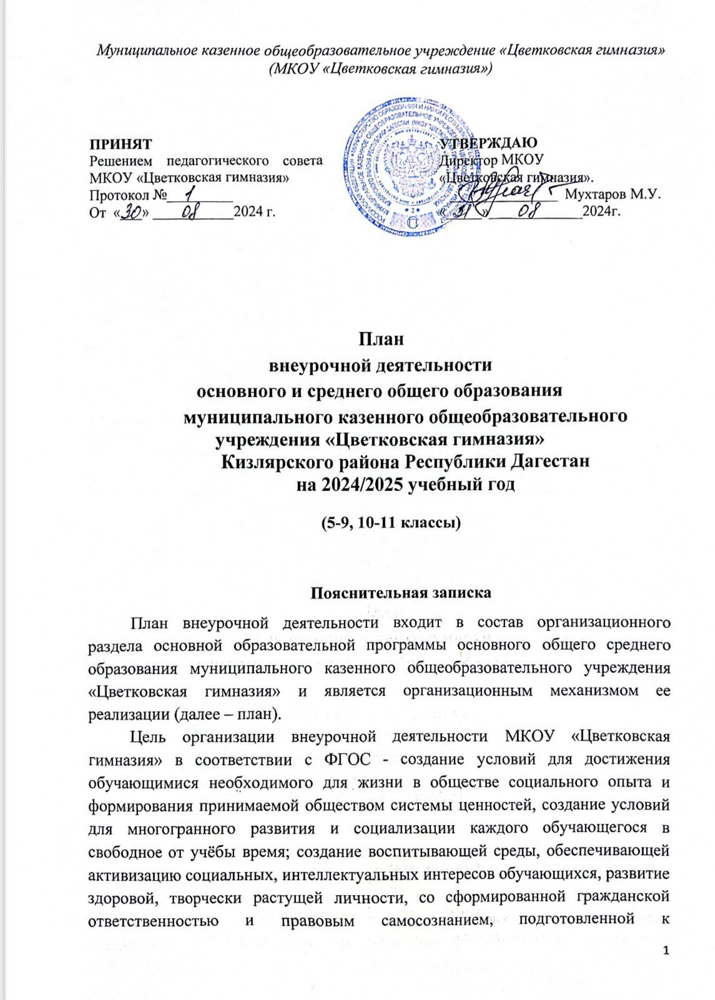 Муниципальное казенное общеобразовательное учреждение «Цветковская гимназия»
(МКОУ «Цветковская гимназия»)
ПРИНЯТ
Решением педагогического совета
МКОУ «Цветковская гимназия»
Протокол № 1
От «30» 08 2024 г.
УТВЕРЖДАЮ
Директор МКОУ
«Цветковская гимназия».
Мухтаров М.У.
«31» 08 2024г.
План
внеурочной деятельности
основного и среднего общего образования
муниципального казенного общеобразовательного
учреждения «Цветковская гимназия»
Кизлярского района Республики Дагестан
на 2024/2025 учебный год
(5-9, 10-11 классы)
Пояснительная записка
План внеурочной деятельности входит в состав организационного
раздела основной образовательной программы основного общего среднего
образования муниципального казенного общеобразовательного учреждения
«Цветковская гимназия» и является организационным механизмом ее
реализации (далее – план).
Цель организации внеурочной деятельности МКОУ «Цветковская
гимназия» в соответствии с ФГОС - создание условий для достижения
обучающимися необходимого для жизни в обществе социального опыта и
формирования принимаемой обществом системы ценностей, создание условий
для многогранного развития и социализации каждого обучающегося в
свободное от учёбы время; создание воспитывающей среды, обеспечивающей
активизацию социальных, интеллектуальных интересов обучающихся, развитие
здоровой, творчески растущей личности, со сформированной гражданской
ответственностью и правовым самосознанием, подготовленной к
1